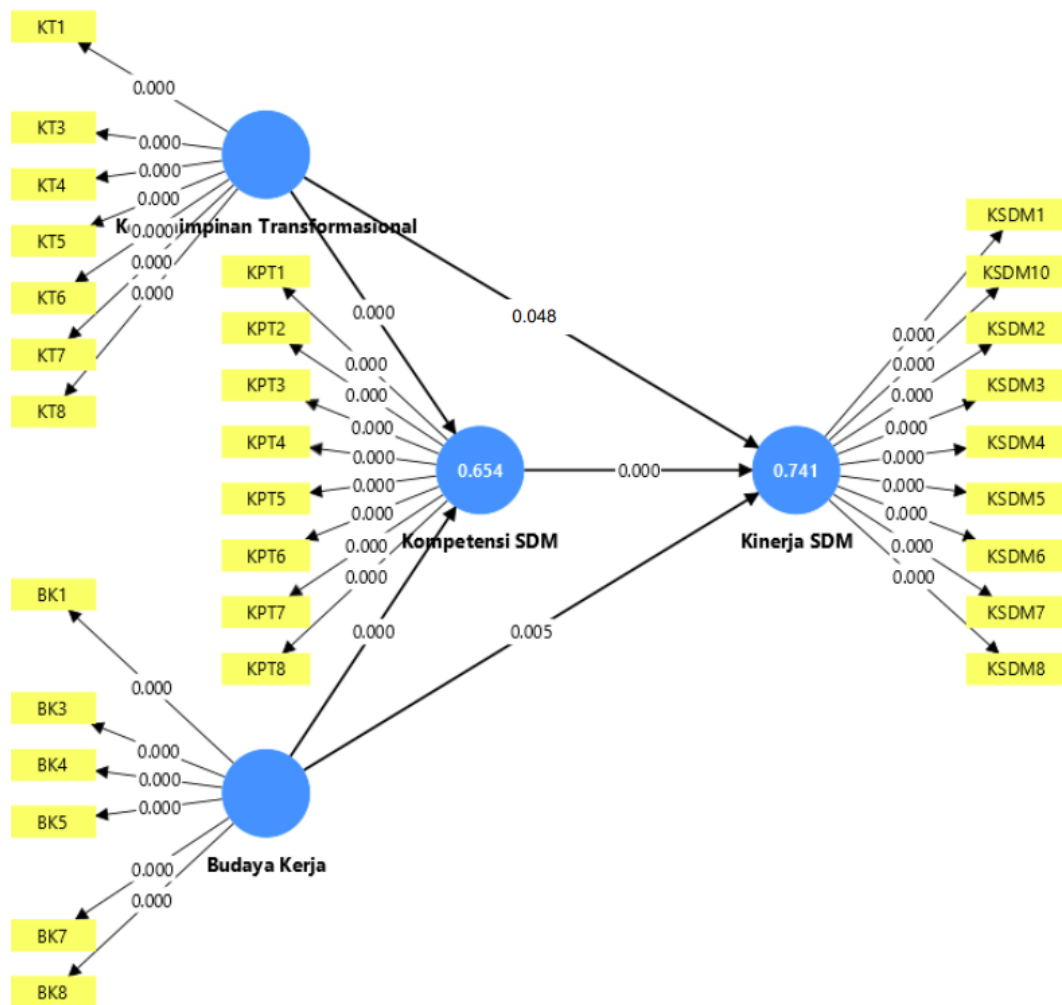 KT1
0.000
KT3
0.000
KT4
0.000
KT5
0.000
KT6
0.000
KT7
0.000
KT8
0.000
Transformasional
KPT1
0.000
KPT2
0.000
KPT3
0.000
KPT4
0.000
KPT5
0.000
KPT6
0.000
KPT7
0.000
KPT8
0.000
0.000
0.048
0.654
Kompetensi SDM
0.000
0.741
Kinerja SDM
KSDM1
0.000
KSDM10
0.000
KSDM2
0.000
KSDM3
0.000
KSDM4
0.000
KSDM5
0.000
KSDM6
0.000
KSDM7
0.000
KSDM8
0.000
0.000
0.005
BK1
0.000
BK3
0.000
BK4
0.000
BK5
0.000
Budaya Kerja
BK7
0.000
BK8
0.000